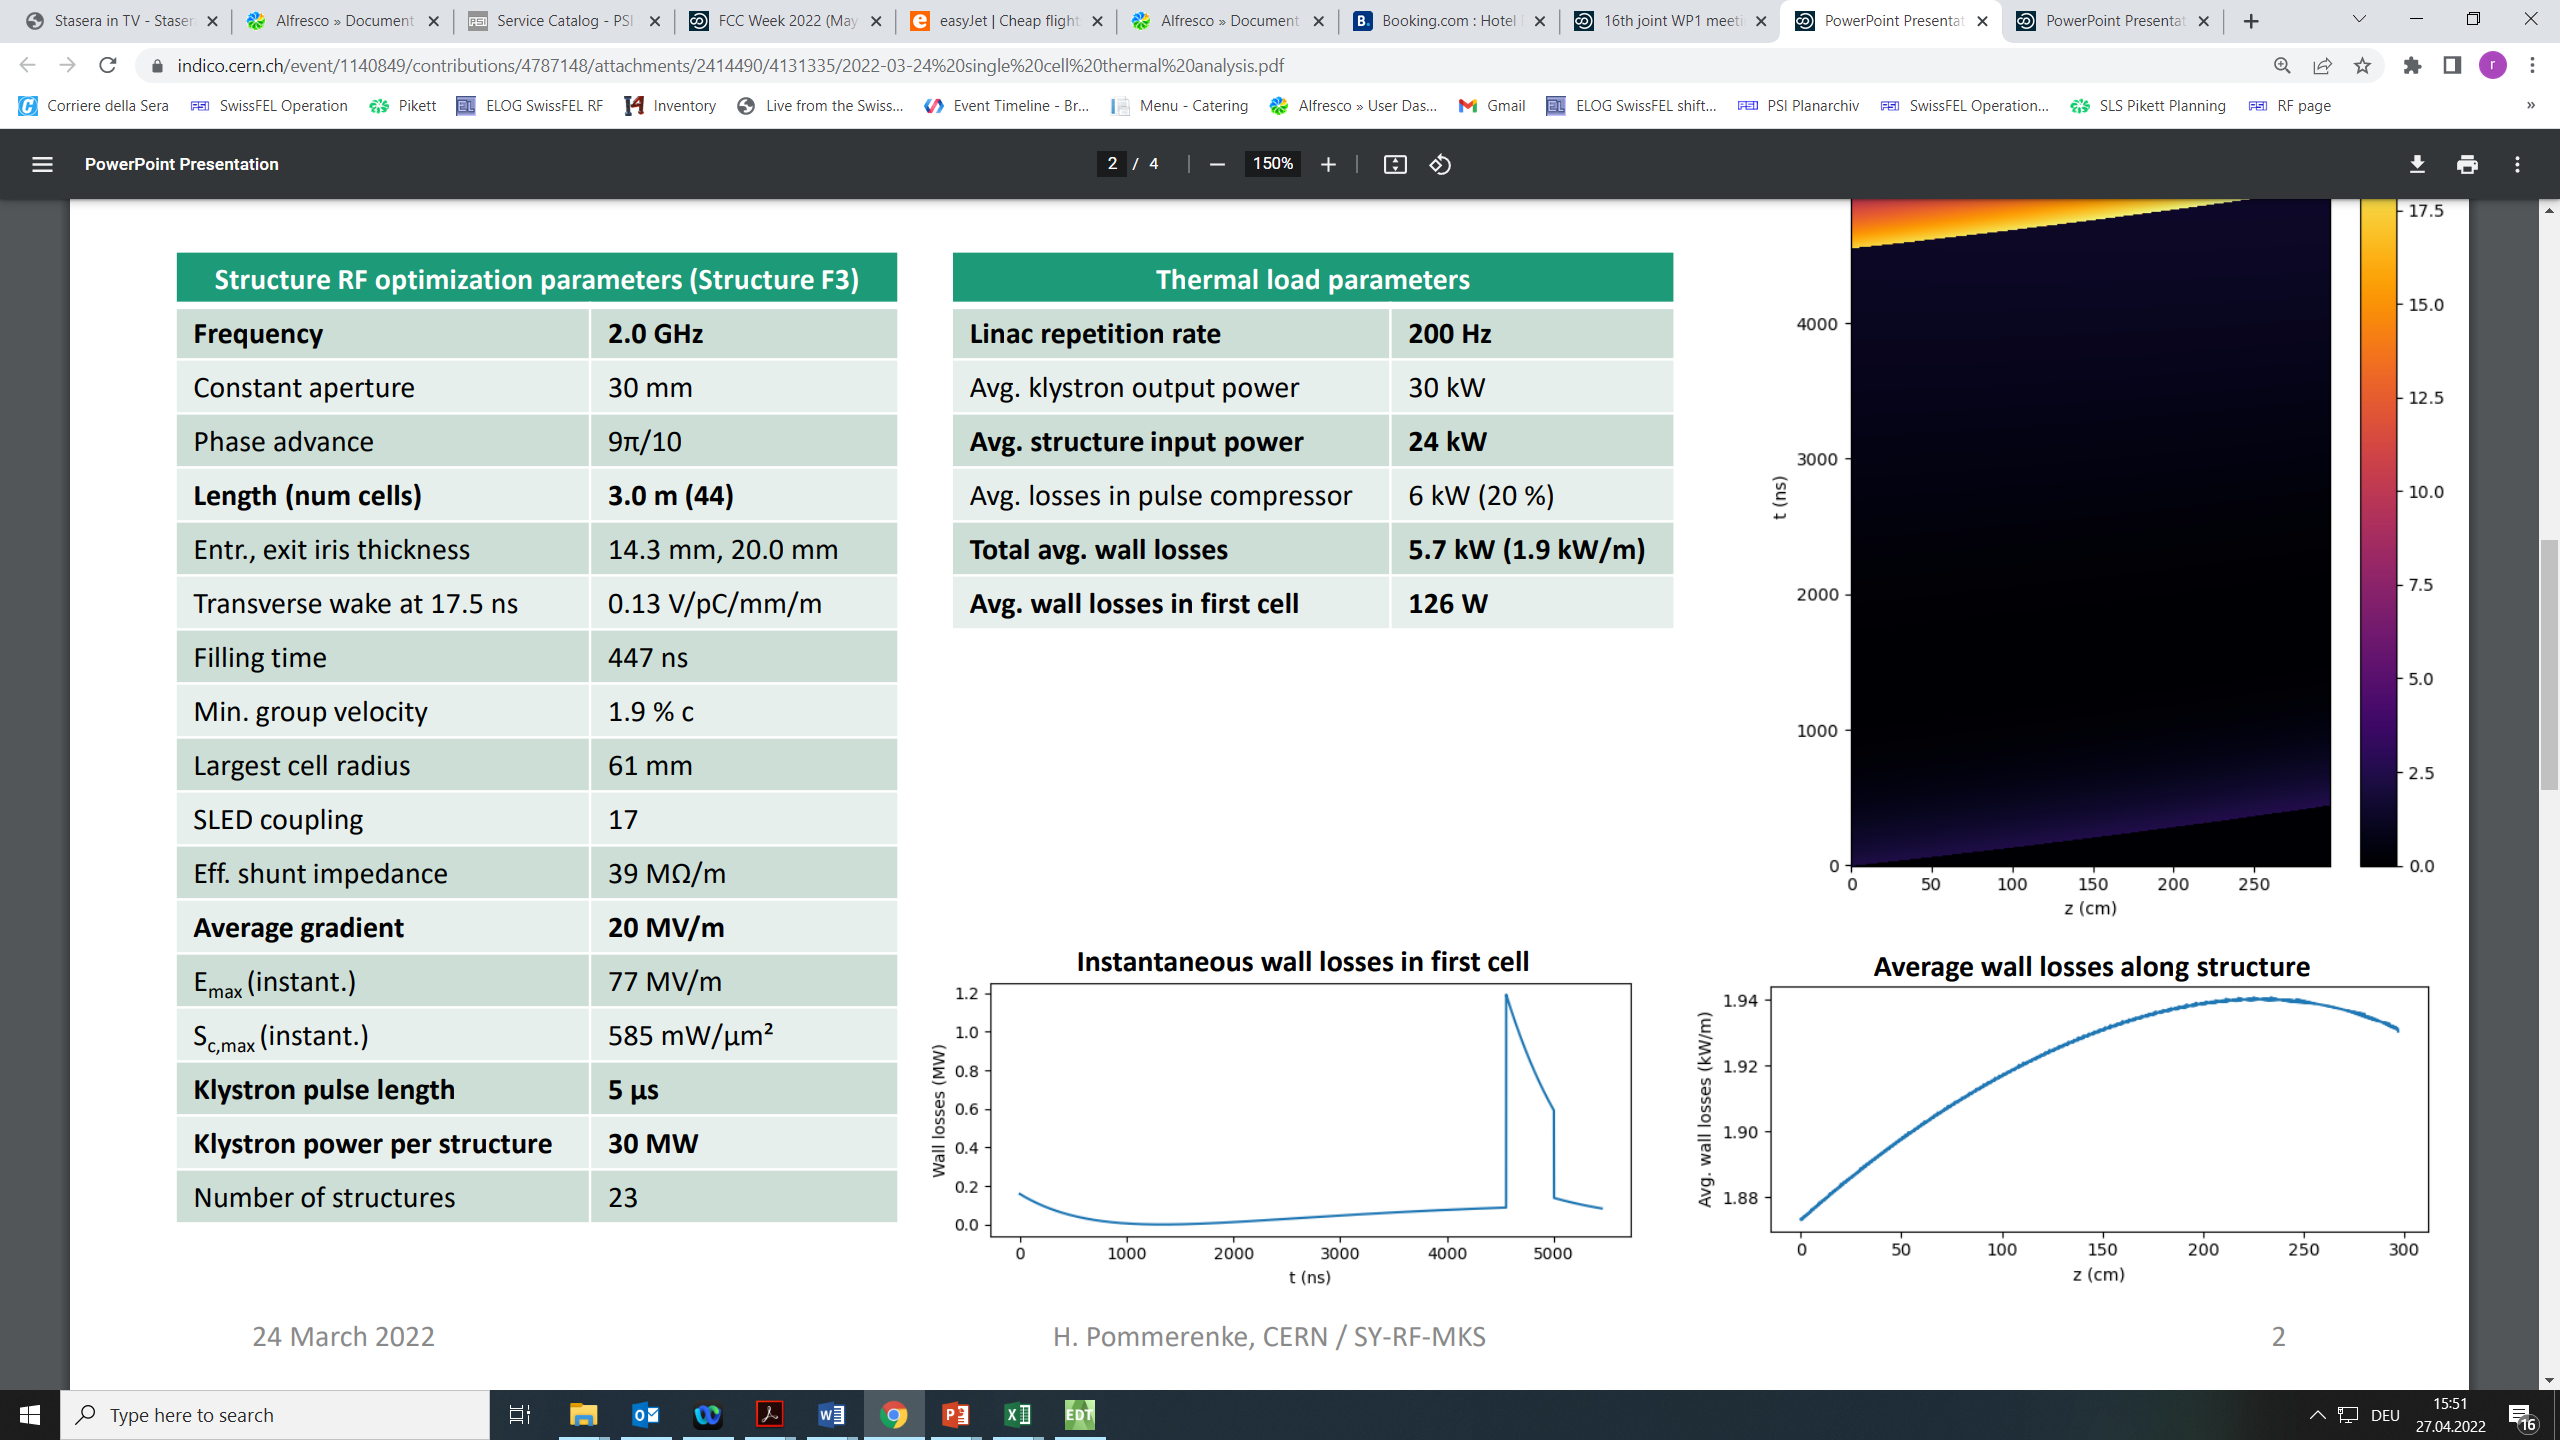 Stasera in TV - Staser
Alfresco » Document
Service Catalog - PSI
FCC Week 2022 (May
easyJet | Cheap flight
Alfresco » Document
Booking.com : Hotel
16th joint WP1 meeti
PowerPoint Presentat
PowerPoint Presentat
indico.cern.ch/event/1140849/contributions/4787148/attachments/2414490/4131335/2022-03-24%20single%20cell%20thermal%20analysis.pdf
r
Corriere della Sera
SwissFEL Operation
Pikett
ELOG SwissFEL RF
Inventory
Live from the Swiss...
Event Timeline - Br...
Menu - Catering
Alfresco » User Das...
Gmail
ELOG SwissFEL shift...
PSI Planarchiv
SwissFEL Operation...
SLS Pikett Planning
RF page
»
PowerPoint Presentation
2 / 4
150%
Structure RF optimization parameters (Structure F3)
Frequency 2.0 GHz
Constant aperture 30 mm
Phase advance 9π/10
Length (num cells) 3.0 m (44)
Entr., exit iris thickness 14.3 mm, 20.0 mm
Transverse wake at 17.5 ns 0.13 V/pC/mm/m
Filling time 447 ns
Min. group velocity 1.9 % c
Largest cell radius 61 mm
SLED coupling 17
Eff. shunt impedance 39 MΩ/m
Average gradient 20 MV/m
Emax (instant.) 77 MV/m
Sc,max (instant.) 585 mW/μm²
Klystron pulse length 5 μs
Klystron power per structure 30 MW
Number of structures 23
Thermal load parameters
Linac repetition rate 200 Hz
Avg. klystron output power 30 kW
Avg. structure input power 24 kW
Avg. losses in pulse compressor 6 kW (20 %)
Total avg. wall losses 5.7 kW (1.9 kW/m)
Avg. wall losses in first cell 126 W
4000
3000
2000
1000
0
t (ns)
0 50 100 150 200 250
z (cm)
17.5
15.0
12.5
10.0
7.5
5.0
2.5
0.0
Instantaneous wall losses in first cell
Wall losses (MW)
1.2
1.0
0.8
0.6
0.4
0.2
0.0
0 1000 2000 3000 4000 5000
t (ns)
Average wall losses along structure
Avg. wall losses (kW/m)
1.94
1.92
1.90
1.88
0 50 100 150 200 250 300
z (cm)
24 March 2022
H. Pommerenke, CERN / SY-RF-MKS
2
Type here to search
EDT
DEU
15:51
27.04.2022
16